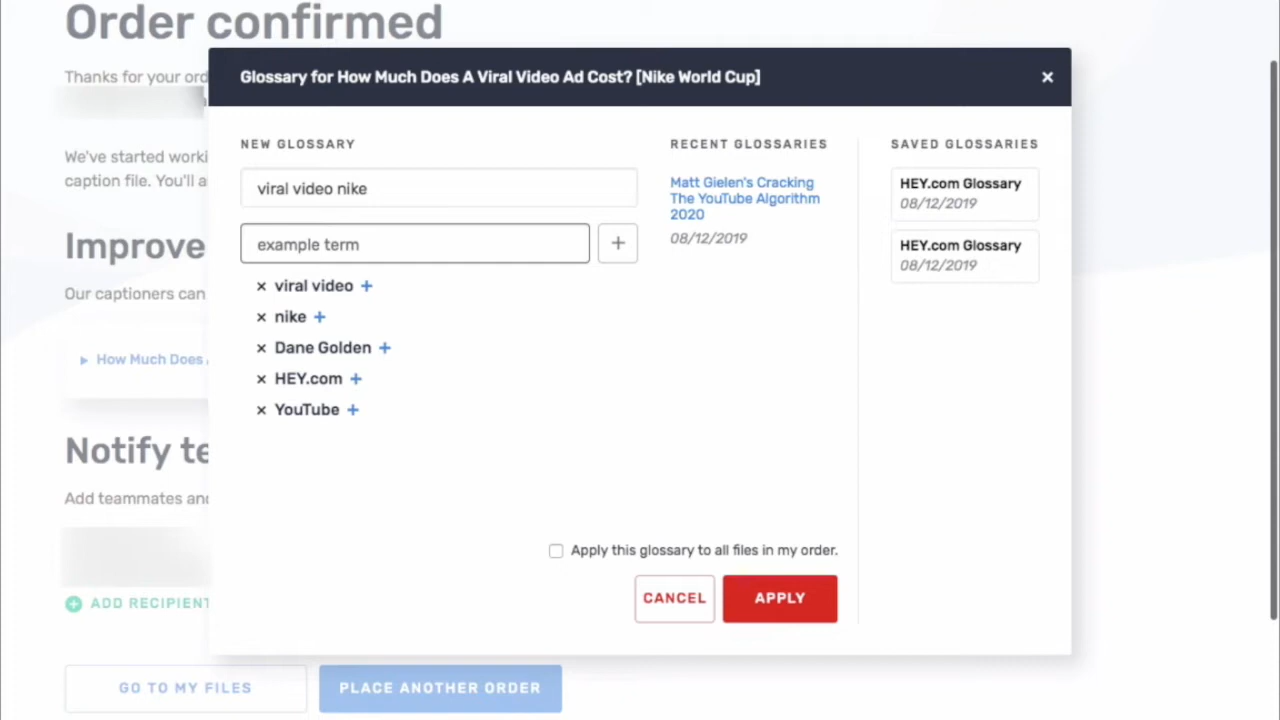 Order confirmed
Thanks for your ord
We've started worki
caption file. You'll a
Improve
Our captioners can
How Much Does
Notify te
Add teammates and
ADD RECIPIENT
GO TO MY FILES
PLACE ANOTHER ORDER
Glossary for How Much Does A Viral Video Ad Cost? [Nike World Cup]
NEW GLOSSARY
viral video nike
example term
× viral video +
× nike +
× Dane Golden +
× HEY.com +
× YouTube +
RECENT GLOSSARIES
Matt Gielen's Cracking
The YouTube Algorithm
2020
08/12/2019
SAVED GLOSSARIES
HEY.com Glossary
08/12/2019
HEY.com Glossary
08/12/2019
Apply this glossary to all files in my order.
CANCEL
APPLY